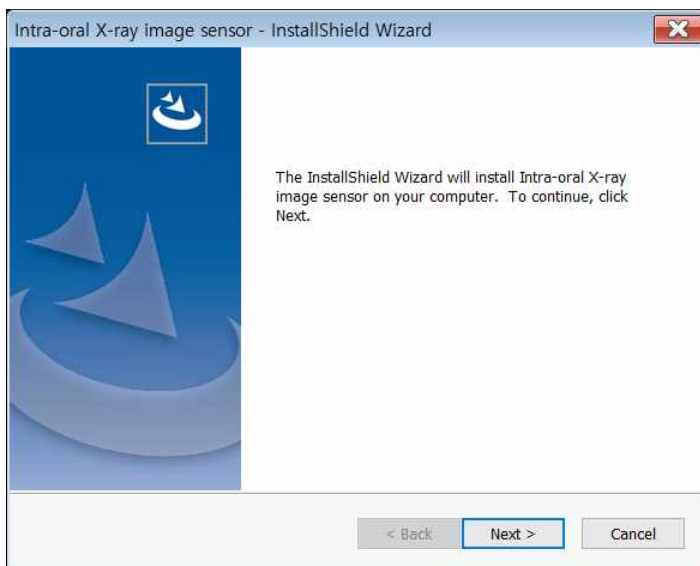 Intra-oral X-ray image sensor - InstallShield Wizard
The InstallShield Wizard will install Intra-oral X-ray
image sensor on your computer.  To continue, click
Next.
< Back
Next >
Cancel